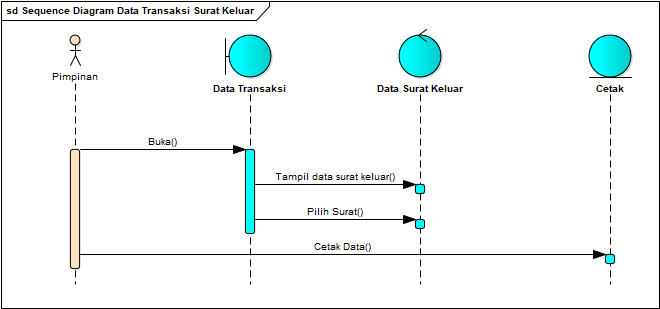 sd Sequence Diagram Data Transaksi Surat Keluar
Pimpinan
Data Transaksi
Data Surat Keluar
Cetak
Buka()
Tampil data surat keluar()
Pilih Surat()
Cetak Data()